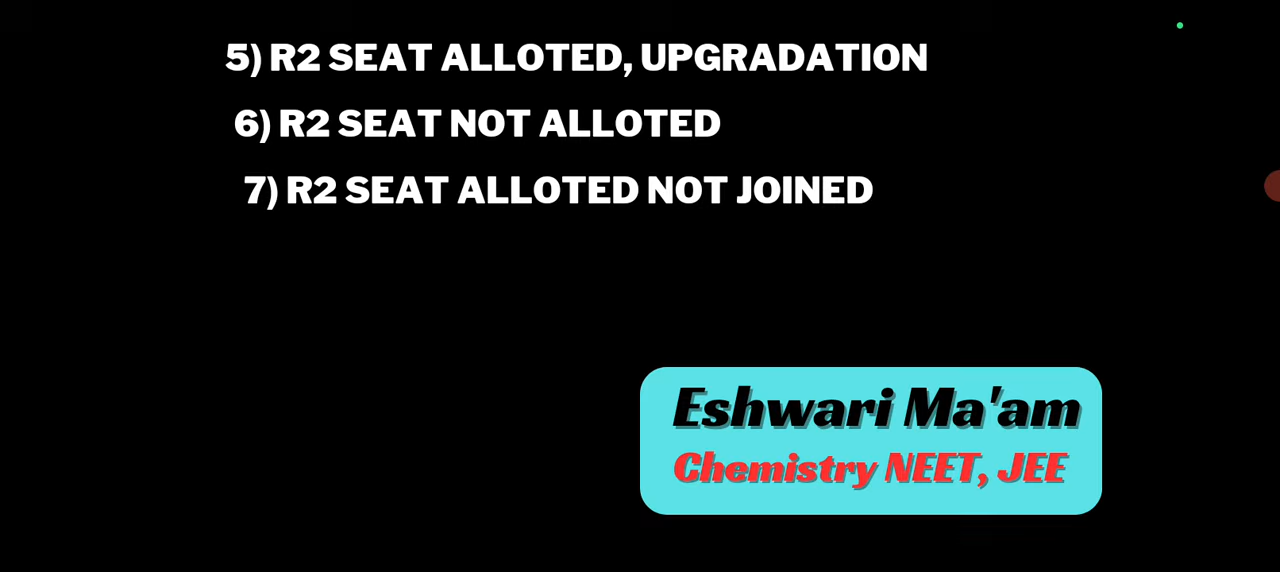 5) R2 SEAT ALLOTED, UPGRADATION
6) R2 SEAT NOT ALLOTED
7) R2 SEAT ALLOTED NOT JOINED
Eshwari Ma'am
Chemistry NEET, JEE